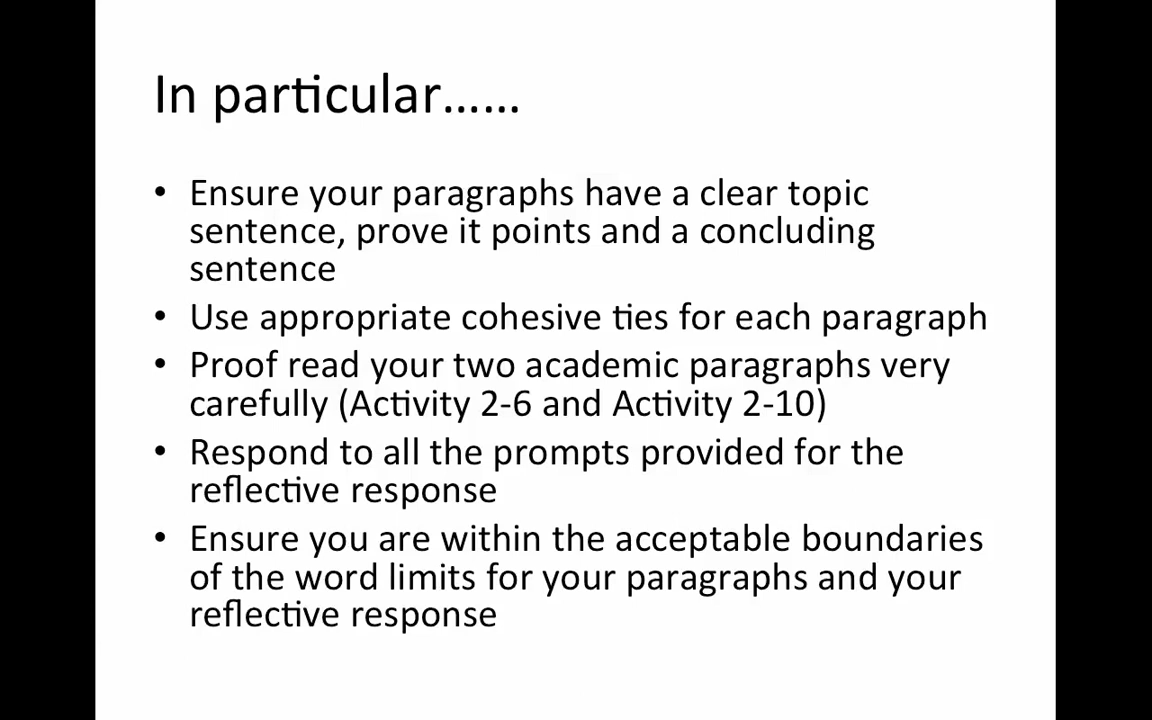 In particular......
• Ensure your paragraphs have a clear topic
sentence, prove it points and a concluding
sentence
• Use appropriate cohesive ties for each paragraph
• Proof read your two academic paragraphs very
carefully (Activity 2-6 and Activity 2-10)
• Respond to all the prompts provided for the
reflective response
• Ensure you are within the acceptable boundaries
of the word limits for your paragraphs and your
reflective response